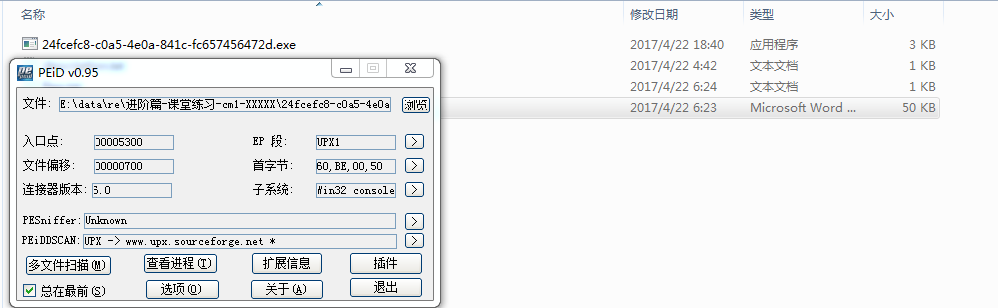 名称 修改日期 类型 大小
24fcefc8-c0a5-4e0a-841c-fc657456472d.exe 2017/4/22 18:40 应用程序 3 KB
2017/4/22 4:42 文本文档 1 KB
2017/4/22 6:24 文本文档 1 KB
2017/4/22 6:23 Microsoft Word ... 50 KB
PEiD v0.95
文件: E:\data\re\进阶篇-课堂练习-cm1-XXXXX\24fcefc8-c0a5-4e0a 浏览
入口点: 00005300 EP 段: UPX1 >
文件偏移: 00000700 首字节: 60,BE,00,50 >
连接器版本: 6.0 子系统: Win32 console >
PESniffer: Unknown >
PEiDDSCAN: UPX -> www.upx.sourceforge.net * >
多文件扫描(M) 查看进程(T) 扩展信息 插件
总在最前(S) 选项(O) 关于(A) 退出